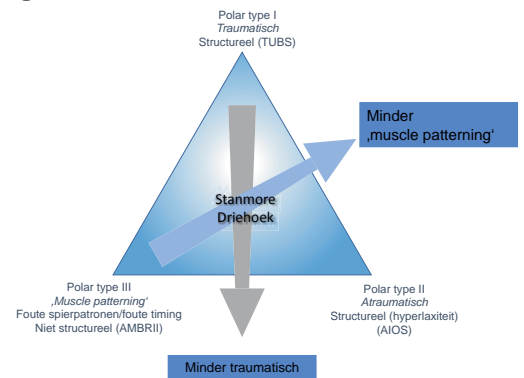 Polar type I
Traumatisch
Structureel (TUBS)
Minder
‚muscle patterning‘
Stanmore
Driehoek
Polar type III
‚Muscle patterning‘
Foute spierpatronen/foute timing
Niet structureel (AMBRII)
Polar type II
Atraumatisch
Structureel (hyperlaxiteit)
(AIOS)
Minder traumatisch